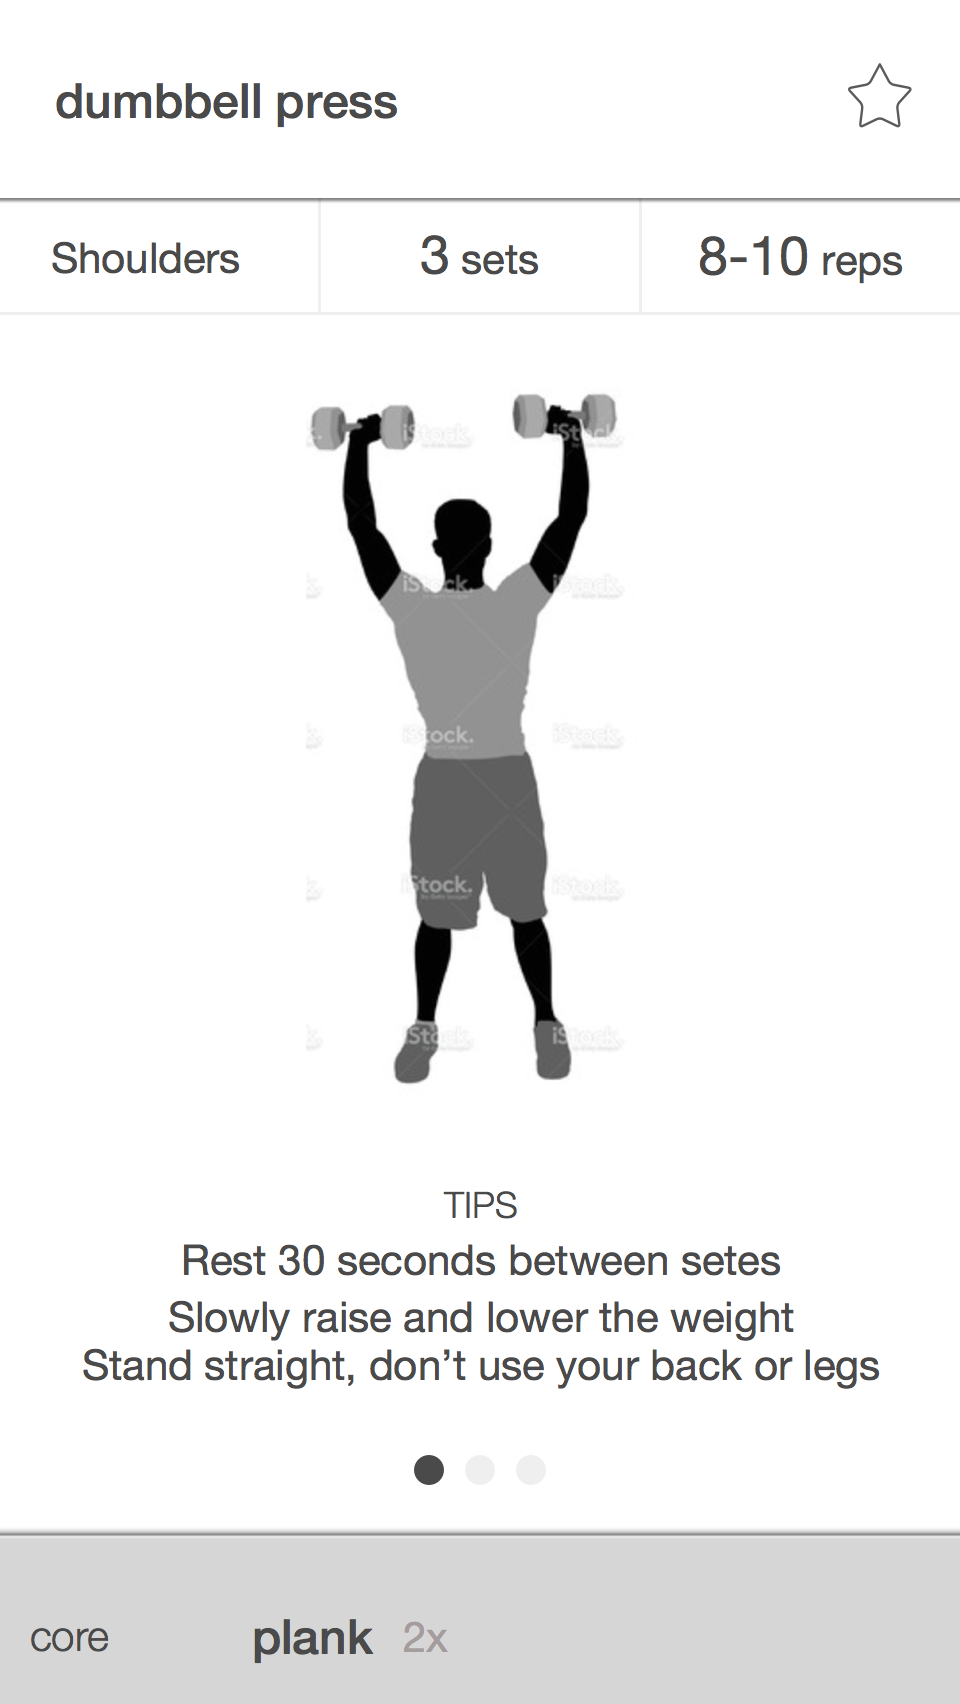 dumbbell press
Shoulders 3 sets 8-10 reps
iStock. iStock.
iStock. iStock.
iStock. iStock.
iStock. iStock.
iStock. iStock.
TIPS
Rest 30 seconds between setes
Slowly raise and lower the weight
Stand straight, don’t use your back or legs
core plank 2x